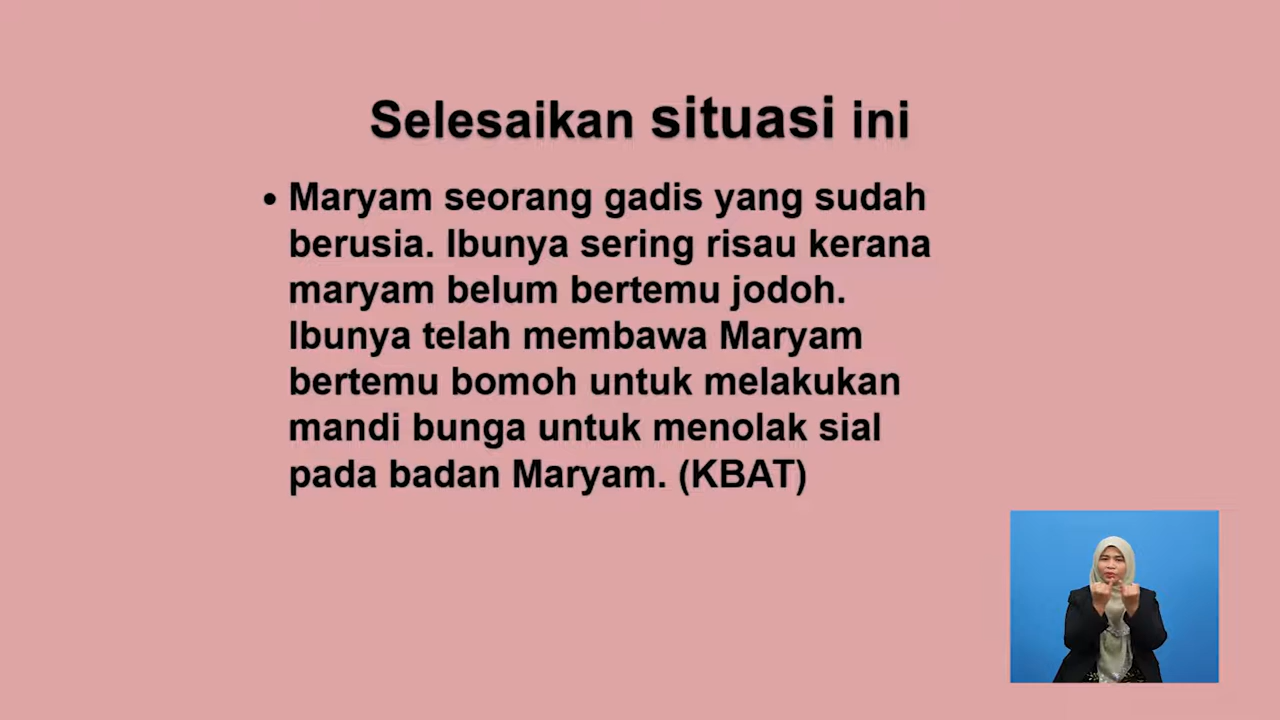 Selesaikan situasi ini
• Maryam seorang gadis yang sudah
berusia. Ibunya sering risau kerana
maryam belum bertemu jodoh.
Ibunya telah membawa Maryam
bertemu bomoh untuk melakukan
mandi bunga untuk menolak sial
pada badan Maryam. (KBAT)